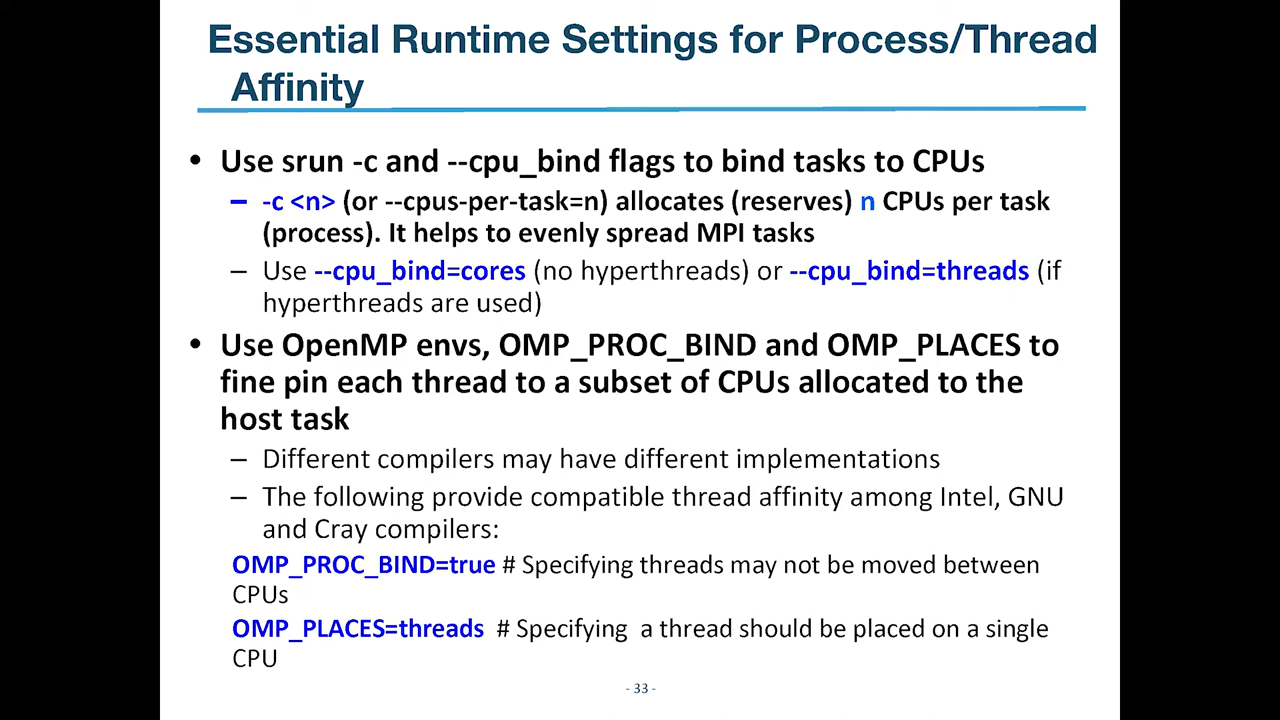 Essential Runtime Settings for Process/Thread
Affinity
• Use srun -c and --cpu_bind flags to bind tasks to CPUs
– -c <n> (or --cpus-per-task=n) allocates (reserves) n CPUs per task
(process). It helps to evenly spread MPI tasks
– Use --cpu_bind=cores (no hyperthreads) or --cpu_bind=threads (if
hyperthreads are used)
• Use OpenMP envs, OMP_PROC_BIND and OMP_PLACES to
fine pin each thread to a subset of CPUs allocated to the
host task
– Different compilers may have different implementations
– The following provide compatible thread affinity among Intel, GNU
and Cray compilers:
OMP_PROC_BIND=true # Specifying threads may not be moved between
CPUs
OMP_PLACES=threads # Specifying a thread should be placed on a single
CPU
- 33 -